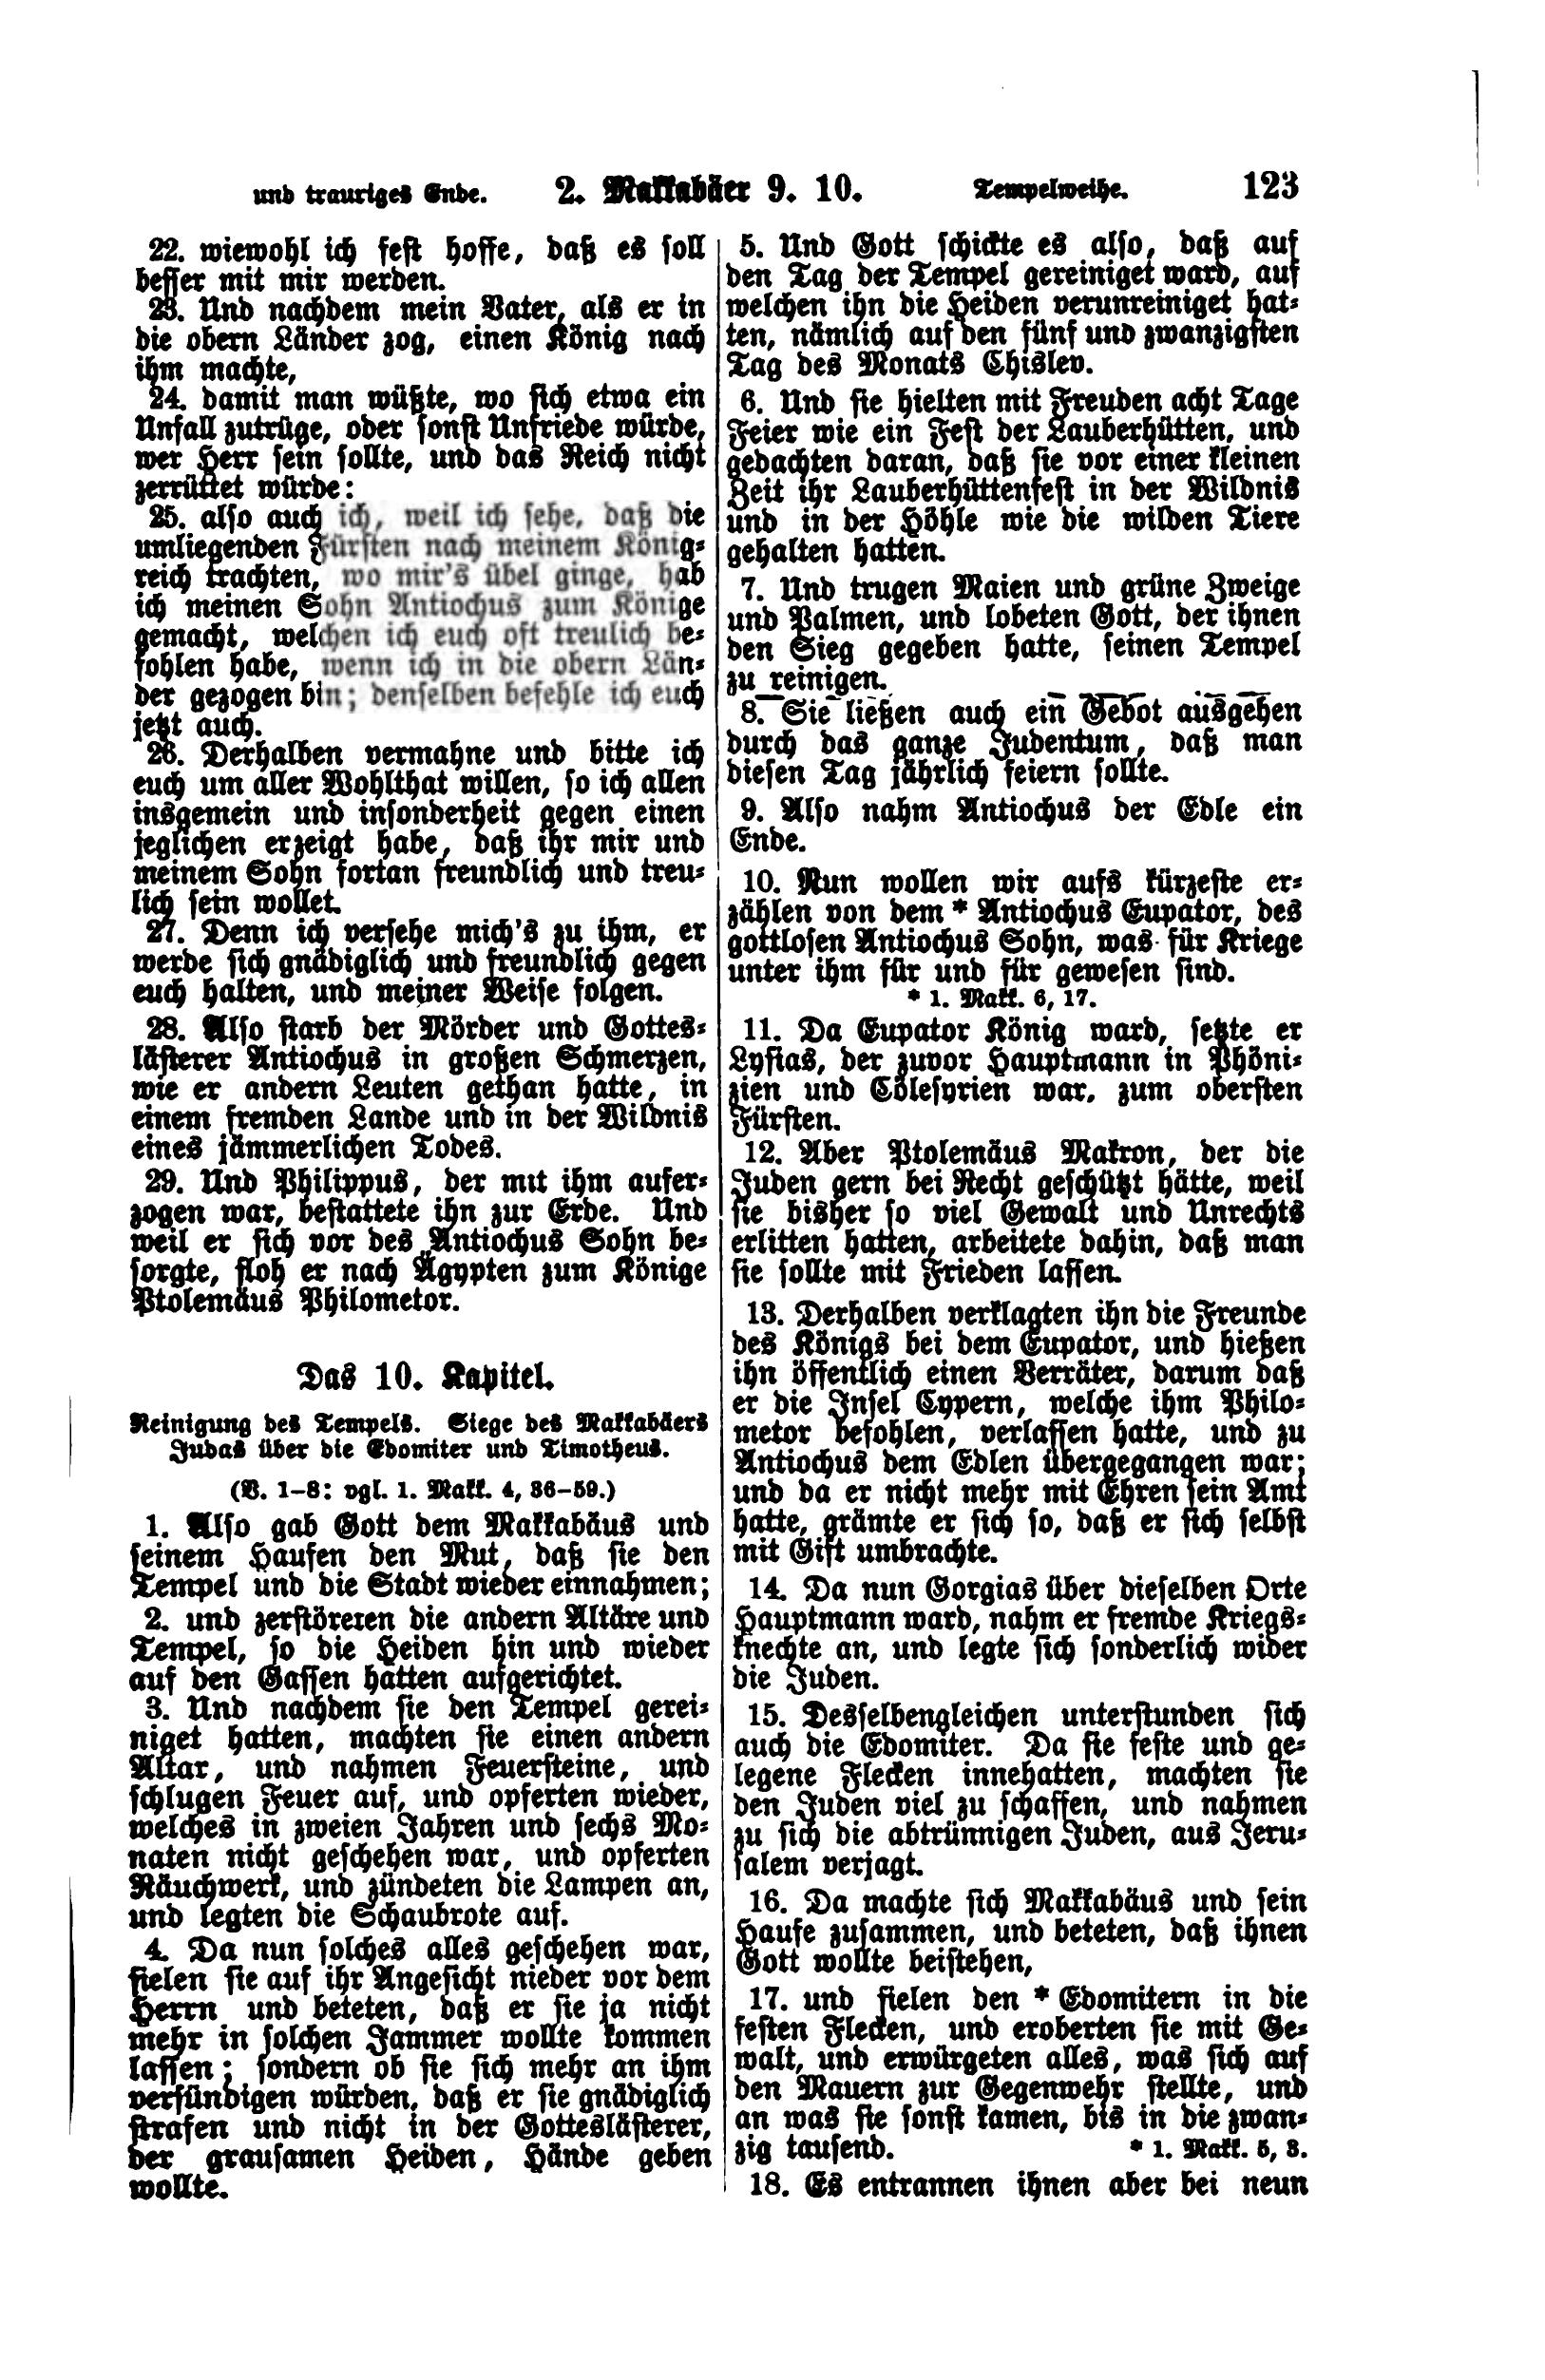 und trauriges Ende. 2. Makkabäer 9. 10. Tempelweihe. 123
22. wiewohl ich fest hoffe, daß es soll
besser mit mir werden.
23. Und nachdem mein Vater, als er in
die obern Länder zog, einen König nach
ihm machte,
24. damit man wüßte, wo sich etwa ein
Unfall zutrüge, oder sonst Unfriede würde,
wer Herr sein sollte, und das Reich nicht
zerrüttet würde:
25. also auch ich, weil ich sehe, daß die
umliegenden Fürsten nach meinem König-
reich trachten, wo mir's übel ginge, hab
ich meinen Sohn Antiochus zum Könige
gemacht, welchen ich euch oft treulich be-
fohlen habe, wenn ich in die obern Län-
der gezogen bin; denselben befehle ich euch
jetzt auch.
26. Derhalben vermahne und bitte ich
euch um aller Wohlthat willen, so ich allen
insgemein und insonderheit gegen einen
jeglichen erzeigt habe, daß ihr mir und
meinem Sohn fortan freundlich und treu-
lich sein wollet.
27. Denn ich versehe mich's zu ihm, er
werde sich gnädiglich und freundlich gegen
euch halten, und meiner Weise folgen.
28. Also starb der Mörder und Gottes-
lästerer Antiochus in großen Schmerzen,
wie er andern Leuten gethan hatte, in
einem fremden Lande und in der Wildnis
eines jämmerlichen Todes.
29. Und Philippus, der mit ihm aufer-
zogen war, bestattete ihn zur Erde. Und
weil er sich vor des Antiochus Sohn be-
sorgte, floh er nach Ägypten zum Könige
Ptolemäus Philometor.
Das 10. Kapitel.
Reinigung des Tempels. Siege des Makkabäers
Judas über die Edomiter und Timotheus.
(V. 1–8: vgl. 1. Makk. 4, 36–59.)
1. Also gab Gott dem Makkabäus und
seinem Haufen den Mut, daß sie den
Tempel und die Stadt wieder einnahmen;
2. und zerstöreten die andern Altäre und
Tempel, so die Heiden hin und wieder
auf den Gassen hatten aufgerichtet.
3. Und nachdem sie den Tempel gerei-
niget hatten, machten sie einen andern
Altar, und nahmen Feuersteine, und
schlugen Feuer auf, und opferten wieder,
welches in zweien Jahren und sechs Mo-
naten nicht geschehen war, und opferten
Räuchwerk, und zündeten die Lampen an,
und legten die Schaubrote auf.
4. Da nun solches alles geschehen war,
fielen sie auf ihr Angesicht nieder vor dem
Herrn und beteten, daß er sie ja nicht
mehr in solchen Jammer wollte kommen
lassen; sondern ob sie sich mehr an ihm
versündigen würden, daß er sie gnädiglich
strafen und nicht in der Gotteslästerer,
der grausamen Heiden, Hände geben
wollte.
5. Und Gott schickte es also, daß auf
den Tag der Tempel gereiniget ward, auf
welchen ihn die Heiden verunreiniget hat-
ten, nämlich auf den fünf und zwanzigsten
Tag des Monats Chislev.
6. Und sie hielten mit Freuden acht Tage
Feier wie ein Fest der Lauberhütten, und
gedachten daran, daß sie vor einer kleinen
Zeit ihr Lauberhüttenfest in der Wildnis
und in der Höhle wie die wilden Tiere
gehalten hatten.
7. Und trugen Maien und grüne Zweige
und Palmen, und lobeten Gott, der ihnen
den Sieg gegeben hatte, seinen Tempel
zu reinigen.
8. Sie ließen auch ein Gebot ausgehen
durch das ganze Judentum, daß man
diesen Tag jährlich feiern sollte.
9. Also nahm Antiochus der Edle ein
Ende.
10. Nun wollen wir aufs kürzeste er-
zählen von dem * Antiochus Eupator, des
gottlosen Antiochus Sohn, was für Kriege
unter ihm für und für gewesen sind.
* 1. Makk. 6, 17.
11. Da Eupator König ward, setzte er
Lysias, der zuvor Hauptmann in Phöni-
zien und Cölesyrien war, zum obersten
Fürsten.
12. Aber Ptolemäus Makron, der die
Juden gern bei Recht geschützt hätte, weil
sie bisher so viel Gewalt und Unrechts
erlitten hatten, arbeitete dahin, daß man
sie sollte mit Frieden lassen.
13. Derhalben verklagten ihn die Freunde
des Königs bei dem Eupator, und hießen
ihn öffentlich einen Verräter, darum daß
er die Insel Cypern, welche ihm Philo-
metor befohlen, verlassen hatte, und zu
Antiochus dem Edlen übergegangen war;
und da er nicht mehr mit Ehren sein Amt
hatte, grämte er sich so, daß er sich selbst
mit Gift umbrachte.
14. Da nun Gorgias über dieselben Orte
Hauptmann ward, nahm er fremde Kriegs-
knechte an, und legte sich sonderlich wider
die Juden.
15. Desselbengleichen unterstunden sich
auch die Edomiter. Da sie feste und ge-
legene Flecken innehatten, machten sie
den Juden viel zu schaffen, und nahmen
zu sich die abtrünnigen Juden, aus Jeru-
salem verjagt.
16. Da machte sich Makkabäus und sein
Haufe zusammen, und beteten, daß ihnen
Gott wollte beistehen,
17. und fielen den * Edomitern in die
festen Flecken, und eroberten sie mit Ge-
walt, und erwürgeten alles, was sich auf
den Mauern zur Gegenwehr stellte, und
an was sie sonst kamen, bis in die zwan-
zig tausend. * 1. Makk. 5, 3.
18. Es entrannen ihnen aber bei neun